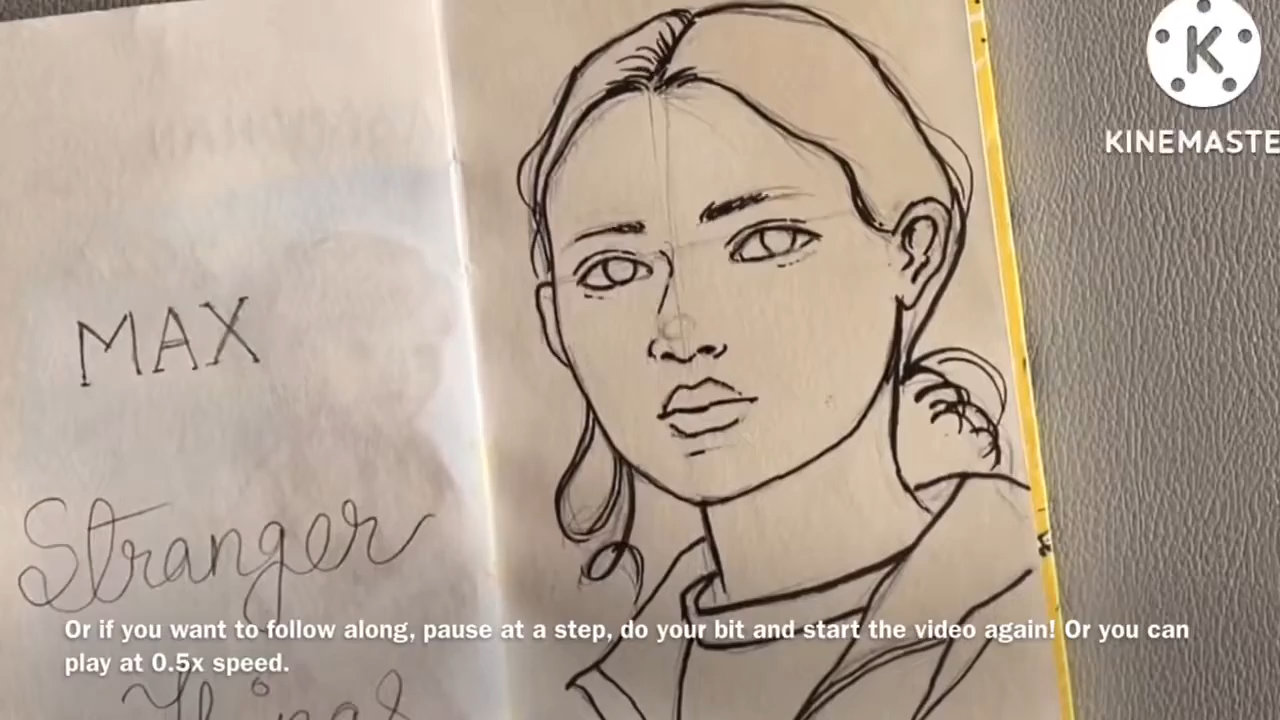 K
KINEMASTE
MAX
Stranger
Things
Or if you want to follow along, pause at a step, do your bit and start the video again! Or you can
play at 0.5x speed.